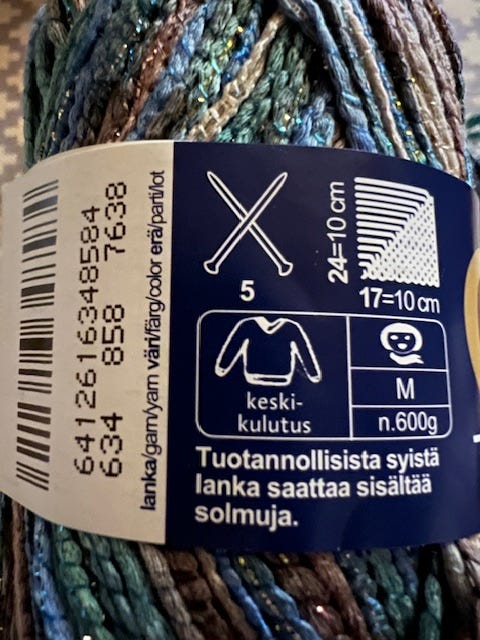 6412616348584
634 858 7638
lanka/garn/yarn väri/färg/color erä/parti/lot
5
24=10 cm
17=10 cm
keski-
kulutus
M
n.600g
Tuotannollisista syistä
lanka saattaa sisältää
solmuja.